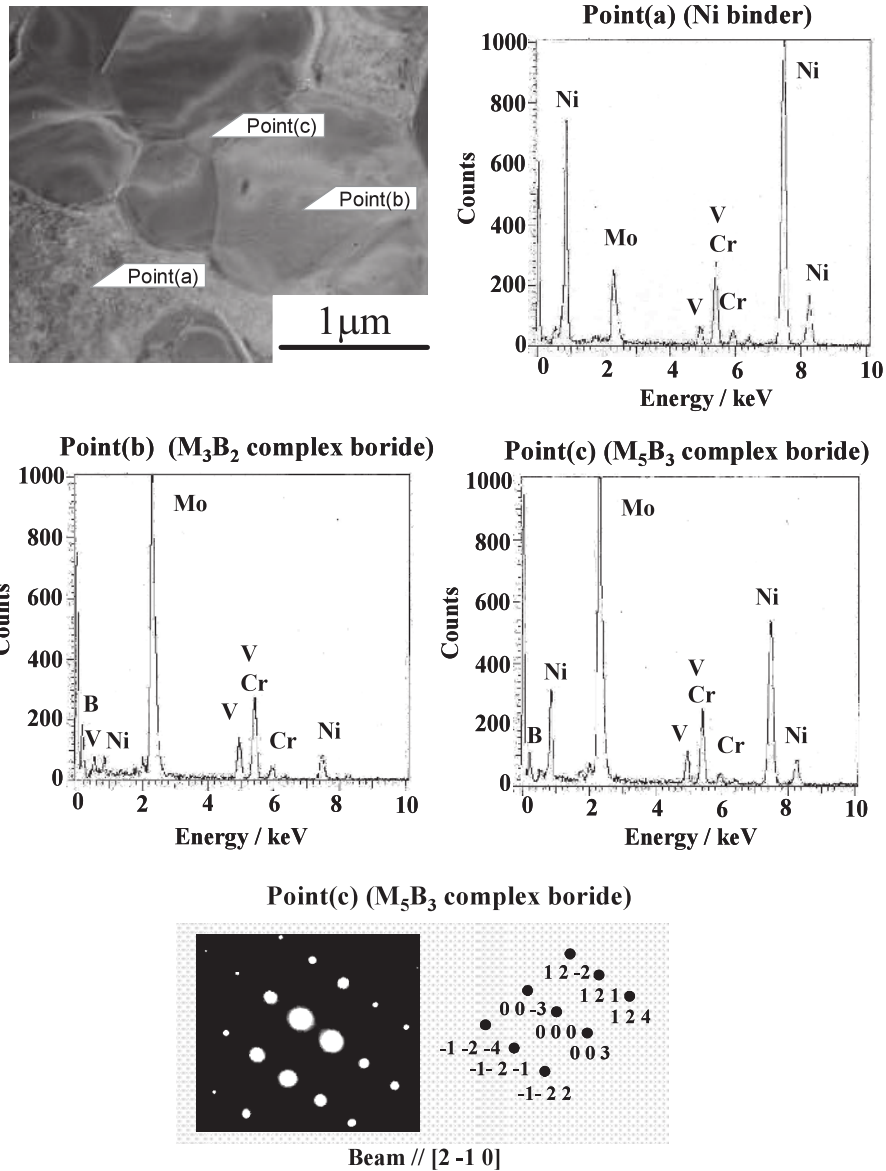 Point(a) (Ni binder)
Point(c)
Point(b)
Point(a)
1μm
1000
800
600
400
200
0
Counts
Ni
Mo
V
V
Cr
Cr
Ni
Ni
0 2 4 6 8 10
Energy / keV
Point(b) (M₃B₂ complex boride)
1000
800
600
400
200
0
Counts
Mo
B
V
Ni
V
V
Cr
Cr
Ni
0 2 4 6 8 10
Energy / keV
Point(c) (M₅B₃ complex boride)
1000
800
600
400
200
0
Counts
Mo
B
Ni
V
V
Cr
Cr
Ni
Ni
0 2 4 6 8 10
Energy / keV
Point(c) (M₅B₃ complex boride)
1 2 -2
1 2 1
1 2 4
0 0 -3
0 0 0
0 0 3
-1 -2 -4
-1- 2 -1
-1- 2 2
Beam // [2 -1 0]